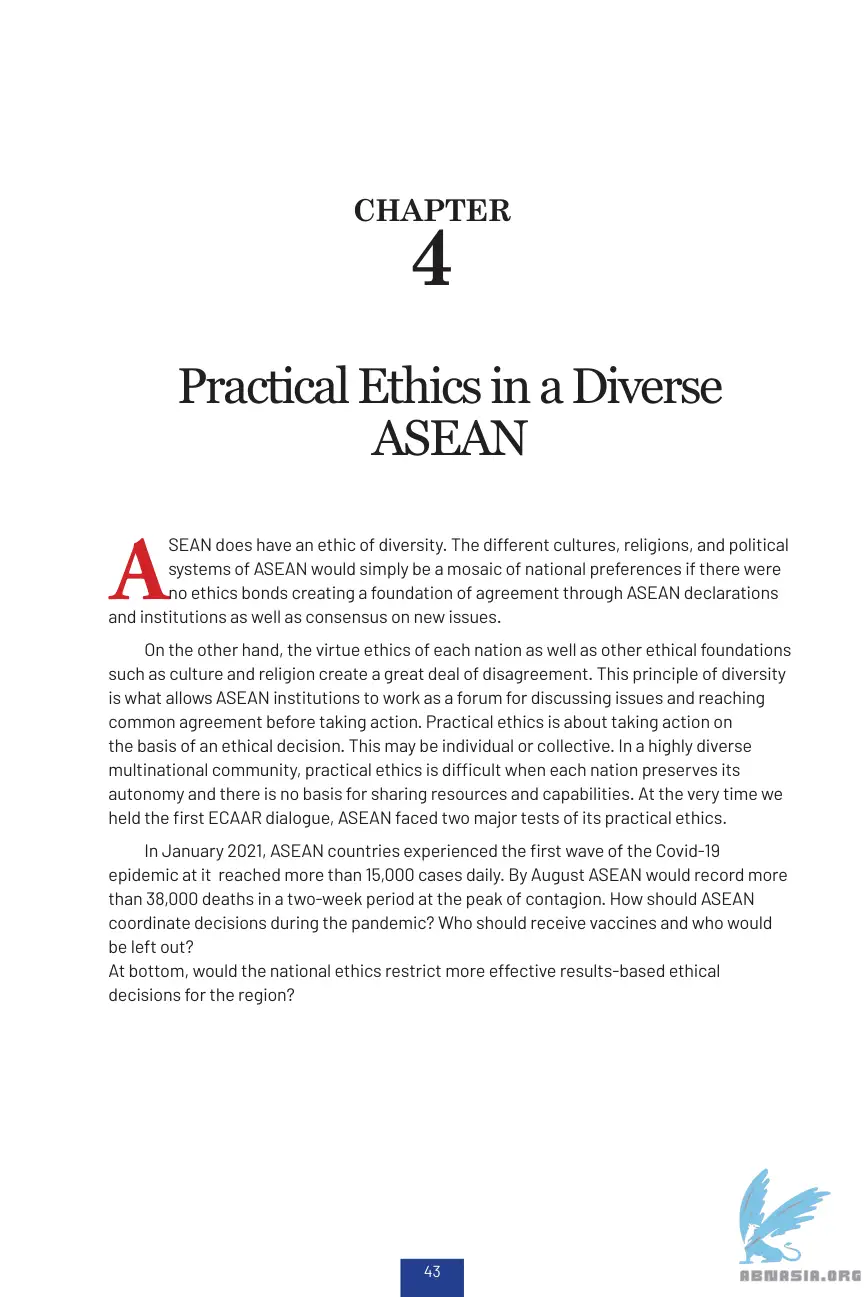 CHAPTER
4
Practical Ethics in a Diverse
ASEAN
ASEAN does have an ethic of diversity. The different cultures, religions, and political
systems of ASEAN would simply be a mosaic of national preferences if there were
no ethics bonds creating a foundation of agreement through ASEAN declarations
and institutions as well as consensus on new issues.
On the other hand, the virtue ethics of each nation as well as other ethical foundations
such as culture and religion create a great deal of disagreement. This principle of diversity
is what allows ASEAN institutions to work as a forum for discussing issues and reaching
common agreement before taking action. Practical ethics is about taking action on
the basis of an ethical decision. This may be individual or collective. In a highly diverse
multinational community, practical ethics is difficult when each nation preserves its
autonomy and there is no basis for sharing resources and capabilities. At the very time we
held the first ECAAR dialogue, ASEAN faced two major tests of its practical ethics.
In January 2021, ASEAN countries experienced the first wave of the Covid-19
epidemic at it  reached more than 15,000 cases daily. By August ASEAN would record more
than 38,000 deaths in a two-week period at the peak of contagion. How should ASEAN
coordinate decisions during the pandemic? Who should receive vaccines and who would
be left out?
At bottom, would the national ethics restrict more effective results-based ethical
decisions for the region?
43
ABNASIA.ORG